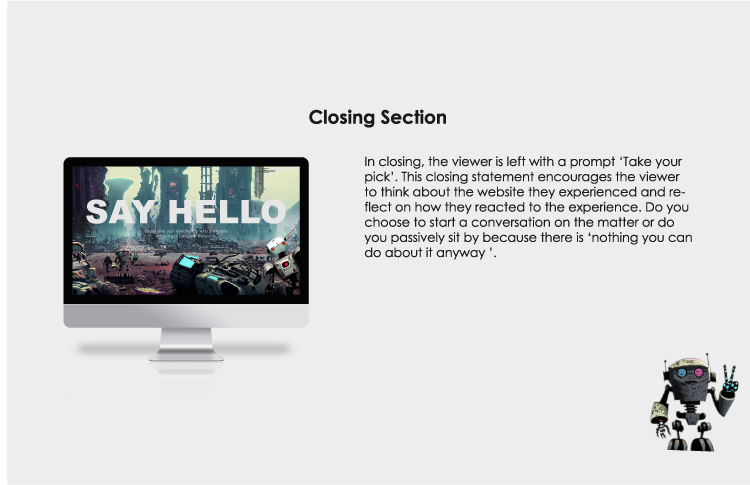 Closing Section
In closing, the viewer is left with a prompt ‘Take your
pick’. This closing statement encourages the viewer
to think about the website they experienced and re-
flect on how they reacted to the experience. Do you
choose to start a conversation on the matter or do
you passively sit by because there is ‘nothing you can
do about it anyway ’.
SAY HELLO